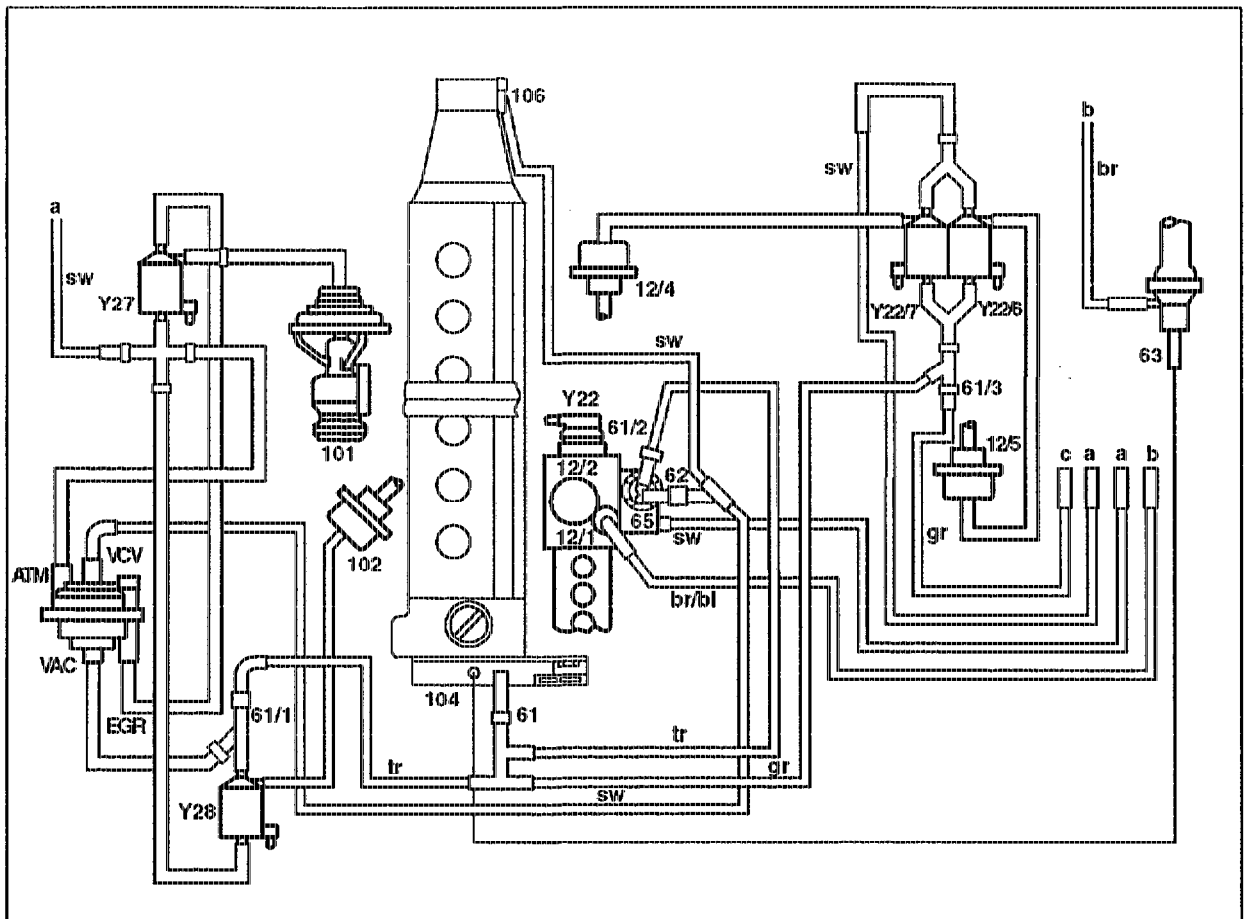 106
b
sw
br
a
sw
Y27
12/4
Y22/7
Y22/6
63
sw
61/3
Y22
61/2
101
12/5
c
a
a
b
12/2
62
65
12/1
sw
gr
102
VCV
ATM
br/bl
VAC
104
EGR
61/1
61
tr
tr
gr
sw
Y28